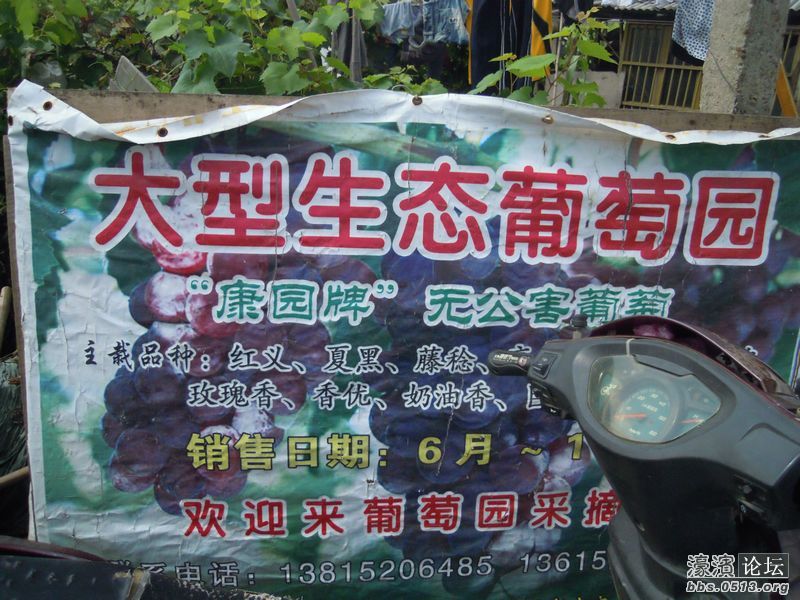 大型生态葡萄园
“康园牌” 无公害葡萄
主栽品种：红义、夏黑、藤稔、
玫瑰香、香优、奶油香、
销售日期：6月～1
欢迎来葡萄园采摘
联系电话：13815206485 13615
濠滨论坛
bbs.0513.org